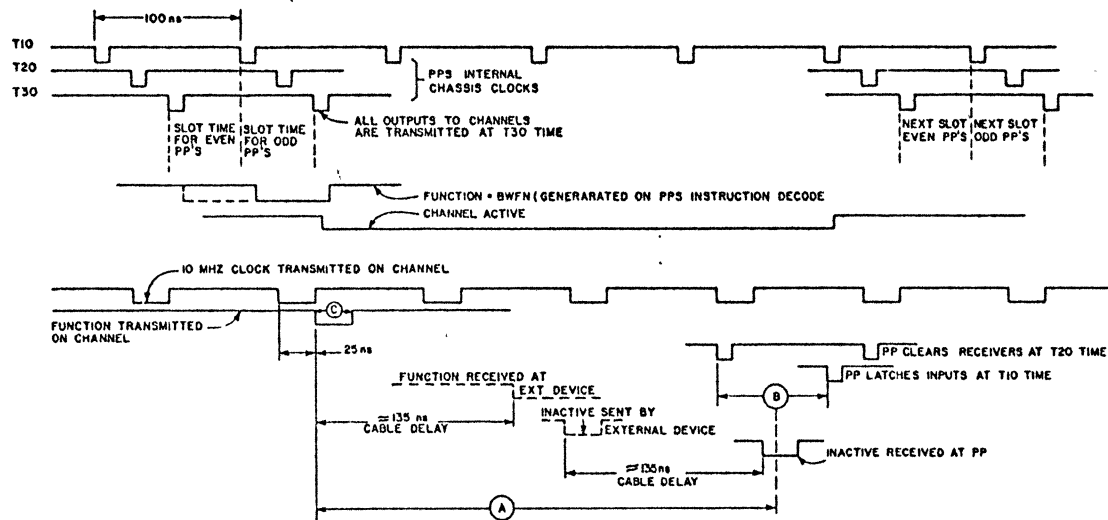 100 ns
T10
T20
T30
PPS INTERNAL
CHASSIS CLOCKS
ALL OUTPUTS TO CHANNELS
ARE TRANSMITTED AT T30 TIME
SLOT TIME
FOR EVEN
PP'S
SLOT TIME
FOR ODD
PP'S
NEXT SLOT
EVEN PP'S
NEXT SLOT
ODD PP'S
FUNCTION • BWFN (GENERARATED ON PPS INSTRUCTION DECODE
CHANNEL ACTIVE
10 MHZ CLOCK TRANSMITTED ON CHANNEL
C
FUNCTION TRANSMITTED
ON CHANNEL
25 ns
PP CLEARS RECEIVERS AT T20 TIME
PP LATCHES INPUTS AT T10 TIME
B
FUNCTION RECEIVED AT
EXT DEVICE
≈135 ns
CABLE DELAY
INACTIVE SENT BY
EXTERNAL DEVICE
INACTIVE RECEIVED AT PP
≈135 ns
CABLE DELAY
A